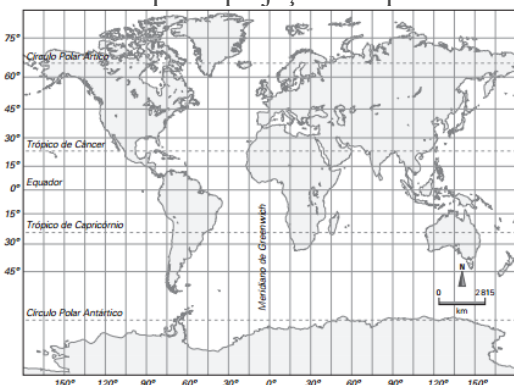 75°
Círculo Polar Ártico
60°
45°
30°
Trópico de Câncer
15°
Equador
0°
15°
Trópico de Capricórnio
30°
Meridiano de Greenwich
45°
N
0 2 815
km
Círculo Polar Antártico
150° 120° 90° 60° 30° 0° 30° 60° 90° 120° 150°